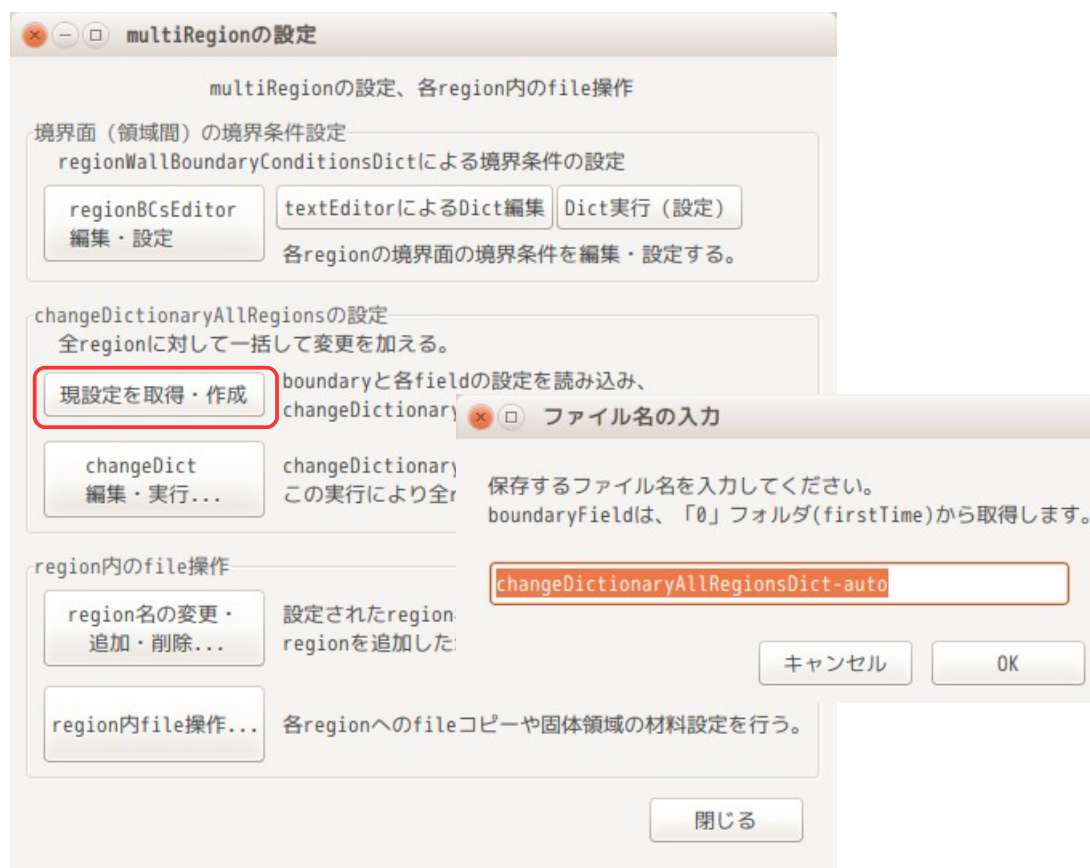 multiRegionの設定
multiRegionの設定、各region内のfile操作
境界面（領域間）の境界条件設定
regionWallBoundaryConditionsDictによる境界条件の設定
regionBCsEditor
編集・設定
textEditorによるDict編集
Dict実行（設定）
各regionの境界面の境界条件を編集・設定する。
changeDictionaryAllRegionsの設定
全regionに対して一括して変更を加える。
現設定を取得・作成
boundaryと各fieldの設定を読み込み、
changeDictionary
changeDict
編集・実行...
changeDictionary
この実行により全r
region内のfile操作
region名の変更・
追加・削除...
設定されたregion
regionを追加した
region内file操作...
各regionへのfileコピーや固体領域の材料設定を行う。
閉じる
ファイル名の入力
保存するファイル名を入力してください。
boundaryFieldは、「0」フォルダ(firstTime)から取得します。
changeDictionaryAllRegionsDict-auto
キャンセル
OK